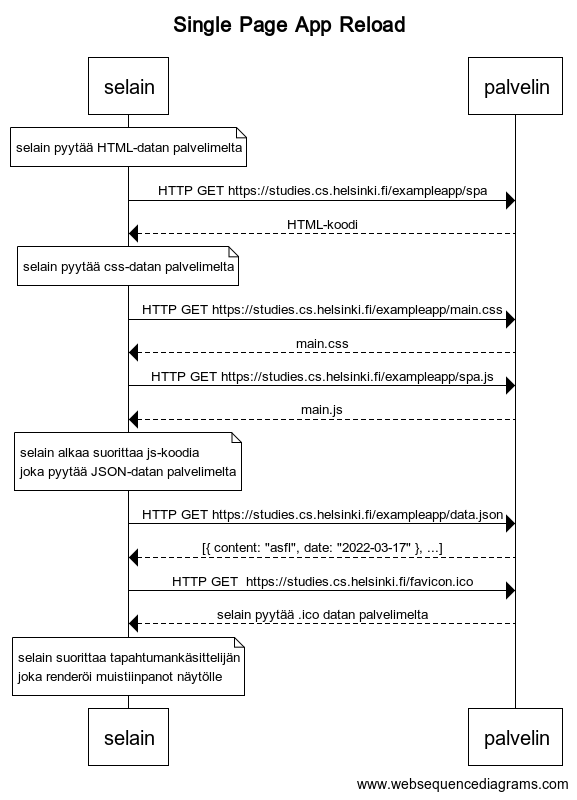 Single Page App Reload
selain palvelin
selain pyytää HTML-datan palvelimelta
HTTP GET https://studies.cs.helsinki.fi/exampleapp/spa
HTML-koodi
selain pyytää css-datan palvelimelta
HTTP GET https://studies.cs.helsinki.fi/exampleapp/main.css
main.css
HTTP GET https://studies.cs.helsinki.fi/exampleapp/spa.js
main.js
selain alkaa suorittaa js-koodia
joka pyytää JSON-datan palvelimelta
HTTP GET https://studies.cs.helsinki.fi/exampleapp/data.json
[{ content: "asfl", date: "2022-03-17" }, ...]
HTTP GET  https://studies.cs.helsinki.fi/favicon.ico
selain pyytää .ico datan palvelimelta
selain suorittaa tapahtumankäsittelijän
joka renderöi muistiinpanot näytölle
selain palvelin
www.websequencediagrams.com